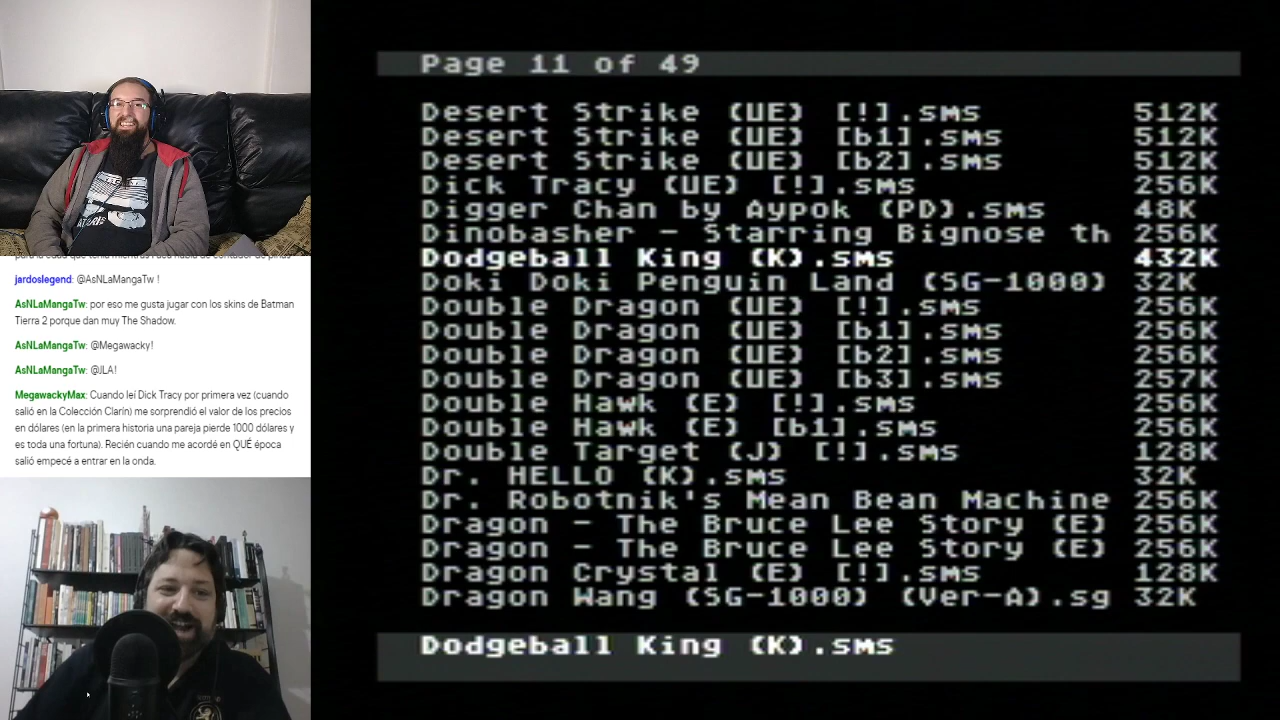 para la edad que tenía mientras
jardoslegend: @AsNLaMangaTw !
AsNLaMangaTw: por eso me gusta jugar con los skins de Batman
Tierra 2 porque dan muy The Shadow.
AsNLaMangaTw: @Megawacky!
AsNLaMangaTw: @JLA!
MegawackyMax: Cuando leí Dick Tracy por primera vez (cuando
salió en la Colección Clarín) me sorprendió el valor de los precios
en dólares (en la primera historia una pareja pierde 1000 dólares y
es toda una fortuna). Recién cuando me acordé en QUÉ época
salió empecé a entrar en la onda.
Page 11 of 49
Desert Strike (UE) [!].sms 512K
Desert Strike (UE) [b1].sms 512K
Desert Strike (UE) [b2].sms 512K
Dick Tracy (UE) [!].sms 256K
Digger Chan by Aypok (PD).sms 48K
Dinobasher - Starring Bignose th 256K
Dodgeball King (K).sms 432K
Doki Doki Penguin Land (SG-1000) 32K
Double Dragon (UE) [!].sms 256K
Double Dragon (UE) [b1].sms 256K
Double Dragon (UE) [b2].sms 256K
Double Dragon (UE) [b3].sms 257K
Double Hawk (E) [!].sms 256K
Double Hawk (E) [b1].sms 256K
Double Target (J) [!].sms 128K
Dr. HELLO (K).sms 32K
Dr. Robotnik's Mean Bean Machine 256K
Dragon - The Bruce Lee Story (E) 256K
Dragon - The Bruce Lee Story (E) 256K
Dragon Crystal (E) [!].sms 128K
Dragon Wang (SG-1000) (Ver-A).sg 32K
Dodgeball King (K).sms